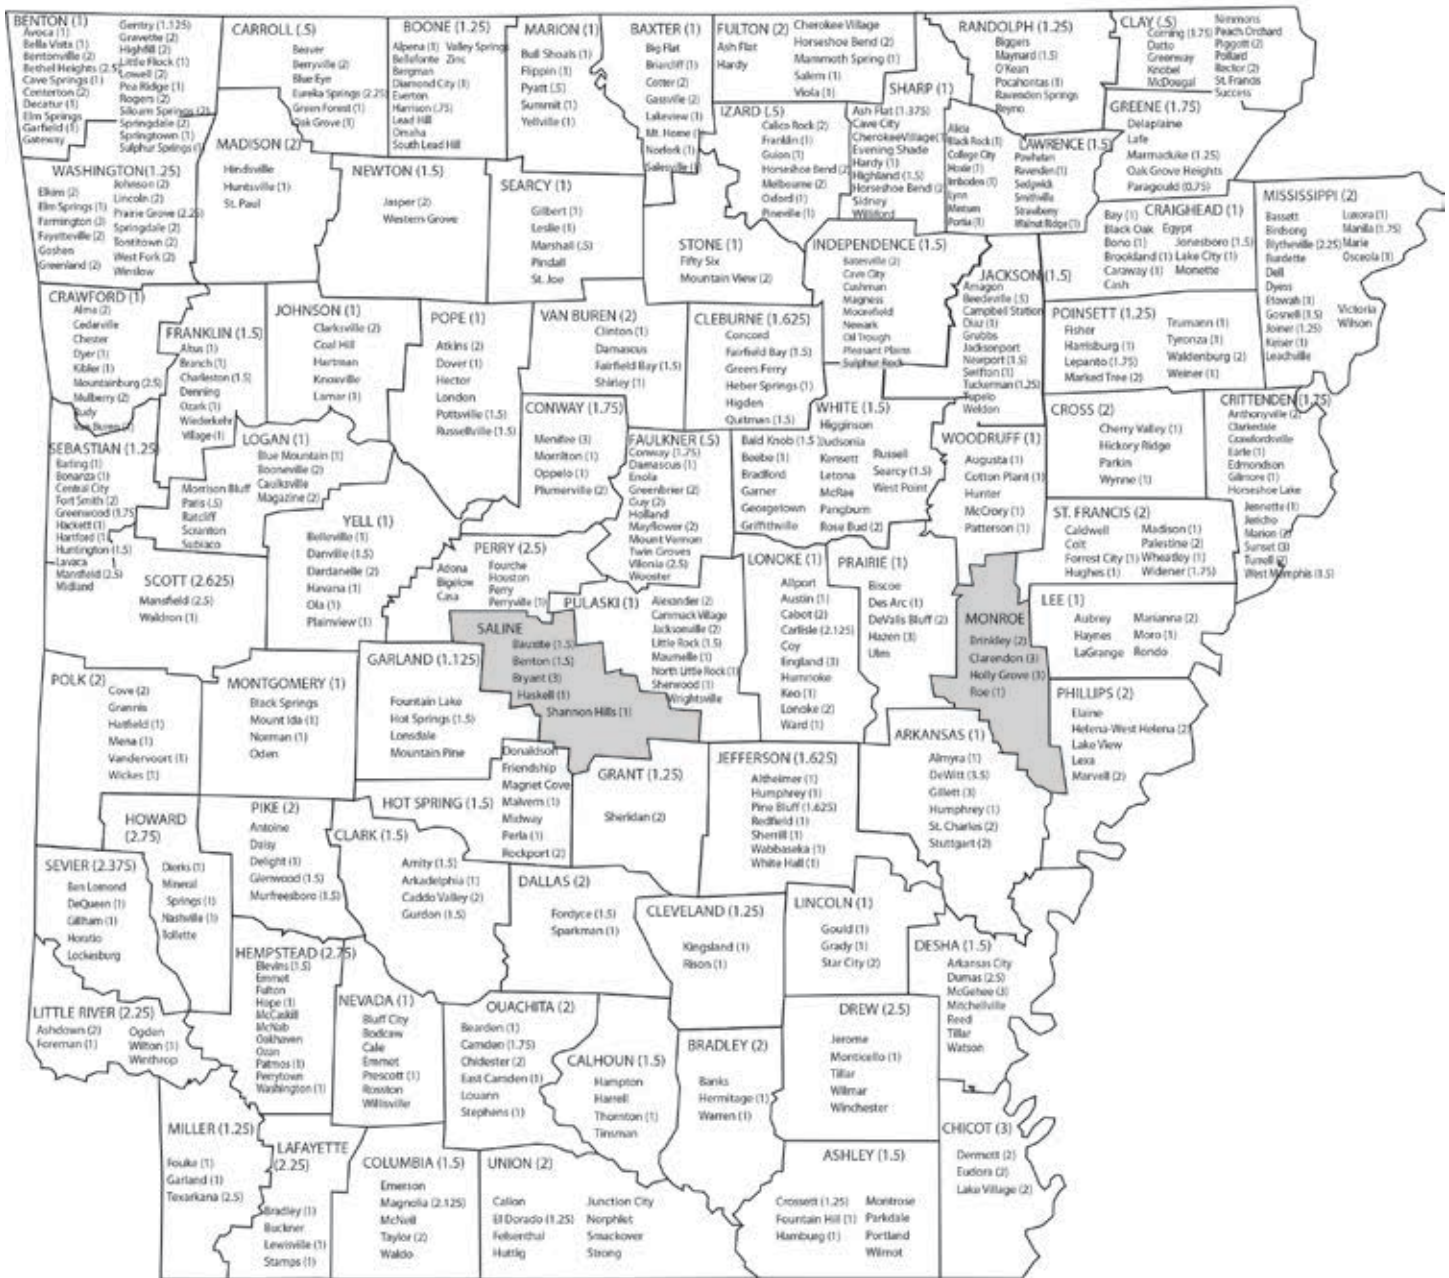 BENTON (1)
Avoca (1)
Bella Vista (1)
Bentonville (2)
Bethel Heights (2.5)
Cave Springs (1)
Centerton (2)
Decatur (1)
Elm Springs
Garfield (1)
Gateway
Gentry (1.125)
Gravette (2)
Highfill (2)
Little Flock (1)
Lowell (2)
Pea Ridge (1)
Rogers (2)
Siloam Springs (2)
Springdale (2)
Springtown (1)
Sulphur Springs (1)
CARROLL (.5)
Beaver
Berryville (2)
Blue Eye
Eureka Springs (2.25)
Green Forest (1)
Oak Grove (1)
BOONE (1.25)
Alpena (1) Valley Springs
Bellefonte Zinc
Bergman
Diamond City (1)
Everton
Harrison (.75)
Lead Hill
Omaha
South Lead Hill
MARION (1)
Bull Shoals (1)
Flippin (1)
Pyatt (.5)
Summit (1)
Yellville (1)
BAXTER (1)
Big Flat
Briarcliff (1)
Cotter (2)
Gassville (2)
Lakeview (1)
Mt. Home (
Norfork (1)
Salesville (
FULTON (2)
Ash Flat
Hardy
Cherokee Village
Horseshoe Bend (2)
Mammoth Spring (1)
Salem (1)
Viola (1)
RANDOLPH (1.25)
Biggers
Maynard (1.5)
O'Kean
Pocahontas (1)
Ravenden Springs
Reyno
CLAY (.5)
Corning (1.75)
Datto
Greenway
Knobel
McDougal
Nimmons
Peach Orchard
Piggott (2)
Pollard
Rector (2)
St. Francis
Success
SHARP (1)
Ash Flat (1.375)
Cave City
CherokeeVillage(
Evening Shade
Hardy (1)
Highland (1.5)
Horseshoe Bend (2
Sidney
Williford
IZARD (.5)
Calico Rock (2)
Franklin (1)
Guion (1)
Horseshoe Bend (2)
Melbourne (2)
Oxford (1)
Pineville (1)
LAWRENCE (1.5)
Alicia
Black Rock (1)
College City
Hoxie (1)
Imboden (1)
Lynn
Minturn
Portia (1)
Powhatan
Ravenden (1)
Sedgwick
Smithville
Strawberry
Walnut Ridge (1)
GREENE (1.75)
Delaplaine
Lafe
Marmaduke (1.25)
Oak Grove Heights
Paragould (0.75)
MADISON (2)
Hindsville
Huntsville (1)
St. Paul
WASHINGTON(1.25)
Elkins (2)
Elm Springs (1)
Farmington (2)
Fayetteville (2)
Goshen
Greenland (2)
Johnson (2)
Lincoln (2)
Prairie Grove (2.25)
Springdale (2)
Tontitown (2)
West Fork (2)
Winslow
NEWTON (1.5)
Jasper (2)
Western Grove
SEARCY (1)
Gilbert (1)
Leslie (1)
Marshall (.5)
Pindall
St. Joe
STONE (1)
Fifty Six
Mountain View (2)
INDEPENDENCE (1.5)
Batesville (2)
Cave City
Cushman
Magness
Moorefield
Newark
Oil Trough
Pleasant Plains
Sulphur Rock
JACKSON (1.5)
Amagon
Beedeville (.5)
Campbell Station
Diaz (1)
Grubbs
Jacksonport
Newport (1.5)
Swifton (1)
Tuckerman (1.25)
Tupelo
Weldon
CRAIGHEAD (1)
Bay (1)
Black Oak
Bono (1)
Brookland (1)
Caraway (1)
Cash
Egypt
Jonesboro (1.5)
Lake City (1)
Monette
MISSISSIPPI (2)
Bassett
Birdsong
Blytheville (2.25)
Burdette
Dell
Dyess
Etowah (1)
Gosnell (1.5)
Joiner (1.25)
Keiser (1)
Leachville
Luxora (1)
Manila (1.75)
Marie
Osceola (1)
Victoria
Wilson
CRAWFORD (1)
Alma (2)
Cedarville
Chester
Dyer (1)
Kibler (1)
Mountainburg (2.5)
Mulberry (2)
Rudy
Van Buren
FRANKLIN (1.5)
Altus (1)
Branch (1)
Charleston (1.5)
Denning
Ozark (1)
Wiederkehr
Village (1)
JOHNSON (1)
Clarksville (2)
Coal Hill
Hartman
Knoxville
Lamar (1)
POPE (1)
Atkins (2)
Dover (1)
Hector
London
Pottsville (1.5)
Russellville (1.5)
VAN BUREN (2)
Clinton (1)
Damascus
Fairfield Bay (1.5)
Shirley (1)
CLEBURNE (1.625)
Concord
Fairfield Bay (1.5)
Greers Ferry
Heber Springs (1)
Higden
Quitman (1.5)
POINSETT (1.25)
Fisher
Harrisburg (1)
Lepanto (1.75)
Marked Tree (2)
Trumann (1)
Tyronza (1)
Waldenburg (2)
Weiner (1)
SEBASTIAN (1.25)
Barling (1)
Bonanza (1)
Central City
Fort Smith (2)
Greenwood (1.75
Hackett (1)
Hartford (1)
Huntington (1.5)
Lavaca
Mansfield (2.5)
Midland
LOGAN (1)
Blue Mountain (1)
Booneville (2)
Caulksville
Magazine (2)
Morrison Bluff
Paris (.5)
Ratcliff
Scranton
Subiaco
CONWAY (1.75)
Menifee (3)
Morrilton (1)
Oppelo (1)
Plumerville (2)
FAULKNER (.5)
Conway (1.75)
Damascus (1)
Enola
Greenbrier (2)
Guy (2)
Holland
Mayflower (2)
Mount Vernon
Twin Groves
Vilonia (2.5)
Wooster
WHITE (1.5)
Bald Knob (1.5)
Beebe (1)
Bradford
Garner
Georgetown
Griffithville
Higginson
Judsonia
Kensett
Letona
McRae
Pangburn
Rose Bud (2)
Russell
Searcy (1.5)
West Point
WOODRUFF (1)
Augusta (1)
Cotton Plant (1)
Hunter
McCrory (1)
Patterson (1)
CROSS (2)
Cherry Valley (1)
Hickory Ridge
Parkin
Wynne (1)
CRITTENDEN (1.75)
Anthonyville (2)
Clarkedale
Crawfordsville
Earle (1)
Edmondson
Gilmore (1)
Horseshoe Lake
Jennette (1)
Jericho
Marion (2)
Sunset (3)
Turrell (2)
West Memphis (1.5)
ST. FRANCIS (2)
Caldwell
Colt
Forrest City (1)
Hughes (1)
Madison (1)
Palestine (2)
Wheatley (1)
Widener (1.75)
SCOTT (2.625)
Mansfield (2.5)
Waldron (1)
YELL (1)
Belleville (1)
Danville (1.5)
Dardanelle (2)
Havana (1)
Ola (1)
Plainview (1)
PERRY (2.5)
Adona
Bigelow
Casa
Fourche
Houston
Perry
Perryville (1)
PULASKI (1)
Alexander (2)
Cammack Village
Jacksonville (2)
Little Rock (1.5)
Maumelle (1)
North Little Rock (1)
Sherwood (1)
Wrightsville
LONOKE (1)
Allport
Austin (1)
Cabot (2)
Carlisle (2.125)
Coy
England (3)
Humnoke
Keo (1)
Lonoke (2)
Ward (1)
PRAIRIE (1)
Biscoe
Des Arc (1)
DeValls Bluff (2)
Hazen (3)
Ulm
MONROE
Brinkley (2)
Clarendon (3)
Holly Grove (3)
Roe (1)
LEE (1)
Aubrey
Haynes
LaGrange
Marianna (2)
Moro (1)
Rondo
SALINE
Bauxite (1.5)
Benton (1.5)
Bryant (3)
Haskell (1)
Shannon Hills (1)
GARLAND (1.125)
Fountain Lake
Hot Springs (1.5)
Lonsdale
Mountain Pine
POLK (2)
Cove (2)
Grannis
Hatfield (1)
Mena (1)
Vandervoort (1)
Wickes (1)
MONTGOMERY (1)
Black Springs
Mount Ida (1)
Norman (1)
Oden
PHILLIPS (2)
Elaine
Helena-West Helena (2)
Lake View
Lexa
Marvell (2)
HOT SPRING (1.5)
Donaldson
Friendship
Magnet Cove
Malvern (1)
Midway
Perla (1)
Rockport (2)
GRANT (1.25)
Sheridan (2)
JEFFERSON (1.625)
Altheimer (1)
Humphrey (1)
Pine Bluff (1.625)
Redfield (1)
Sherrill (1)
Wabbaseka (1)
White Hall (1)
ARKANSAS (1)
Almyra (1)
DeWitt (1.5)
Gillett (3)
Humphrey (1)
St. Charles (2)
Stuttgart (2)
HOWARD
(2.75)
Dierks (1)
Mineral
Springs (1)
Nashville (1)
Tollette
PIKE (2)
Antoine
Daisy
Delight (1)
Glenwood (1.5)
Murfreesboro (1.5)
CLARK (1.5)
Amity (1.5)
Arkadelphia (1)
Caddo Valley (2)
Gurdon (1.5)
SEVIER (2.375)
Ben Lomond
DeQueen (1)
Gillham (1)
Horatio
Lockesburg
DALLAS (2)
Fordyce (1.5)
Sparkman (1)
CLEVELAND (1.25)
Kingsland (1)
Rison (1)
LINCOLN (1)
Gould (1)
Grady (1)
Star City (2)
DESHA (1.5)
Arkansas City
Dumas (2.5)
McGehee (3)
Mitchellville
Reed
Tillar
Watson
LITTLE RIVER (2.25)
Ashdown (2)
Foreman (1)
Ogden
Wilton (1)
Winthrop
HEMPSTEAD (2.75)
Blevins (1.5)
Emmet
Fulton
Hope (1)
McCaskill
McNab
Oakhaven
Ozan
Patmos (1)
Perrytown
Washington (1)
NEVADA (1)
Bluff City
Bodcaw
Cale
Emmet
Prescott (1)
Rosston
Willisville
OUACHITA (2)
Bearden (1)
Camden (1.75)
Chidester (2)
East Camden (1)
Louann
Stephens (1)
CALHOUN (1.5)
Hampton
Harrell
Thornton (1)
Tinsman
BRADLEY (2)
Banks
Hermitage (1)
Warren (1)
DREW (2.5)
Jerome
Monticello (1)
Tillar
Wilmar
Winchester
MILLER (1.25)
Fouke (1)
Garland (1)
Texarkana (2.5)
LAFAYETTE
(2.25)
Bradley (1)
Buckner
Lewisville (1)
Stamps (1)
COLUMBIA (1.5)
Emerson
Magnolia (2.125)
McNeil
Taylor (2)
Waldo
UNION (2)
Calion
El Dorado (1.25)
Felsenthal
Huttig
Junction City
Norphlet
Smackover
Strong
ASHLEY (1.5)
Crossett (1.25)
Fountain Hill (1)
Hamburg (1)
Montrose
Parkdale
Portland
Wilmot
CHICOT (3)
Dermott (2)
Eudora (2)
Lake Village (2)